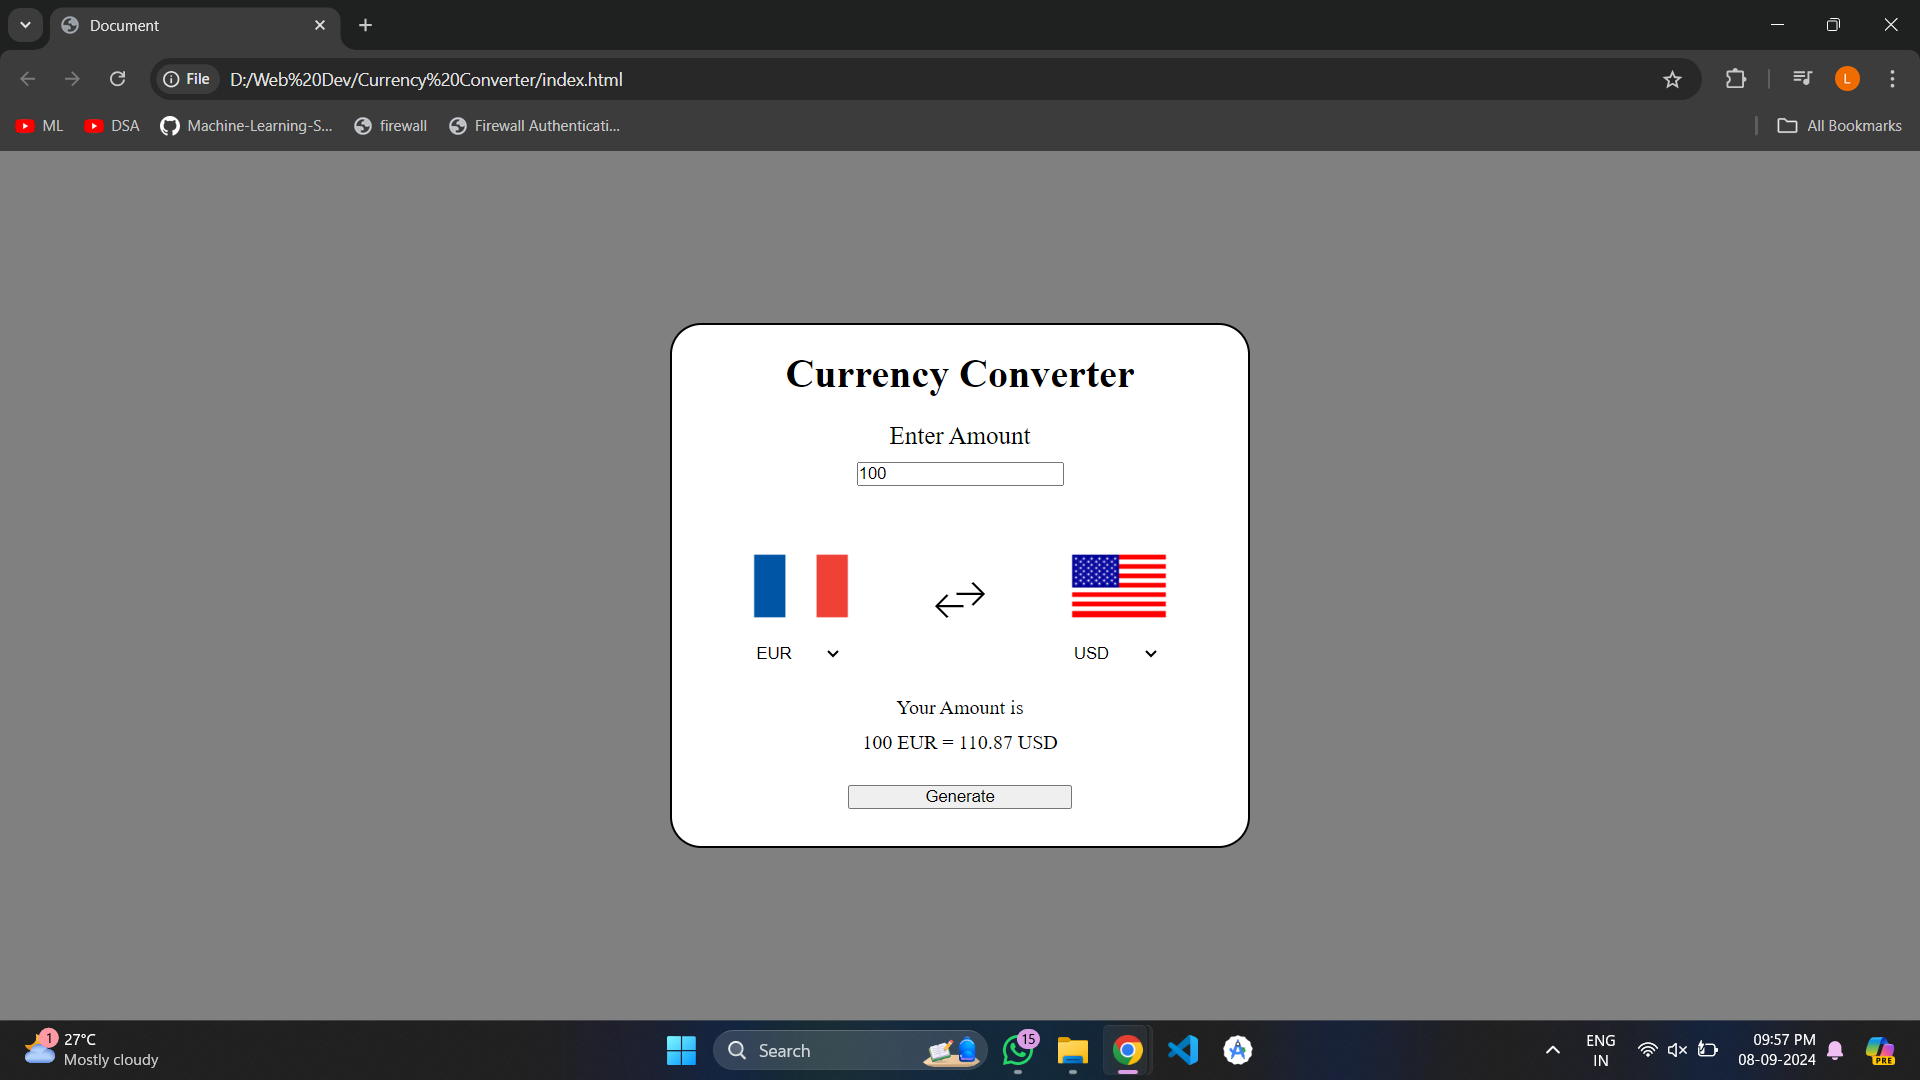 Document
File
D:/Web%20Dev/Currency%20Converter/index.html
L
ML
DSA
Machine-Learning-S...
firewall
Firewall Authenticati...
All Bookmarks
Currency Converter
Enter Amount
100
EUR
USD
Your Amount is
100 EUR = 110.87 USD
Generate
1
27°C
Mostly cloudy
Search
15
ENG
IN
09:57 PM
08-09-2024
PRE